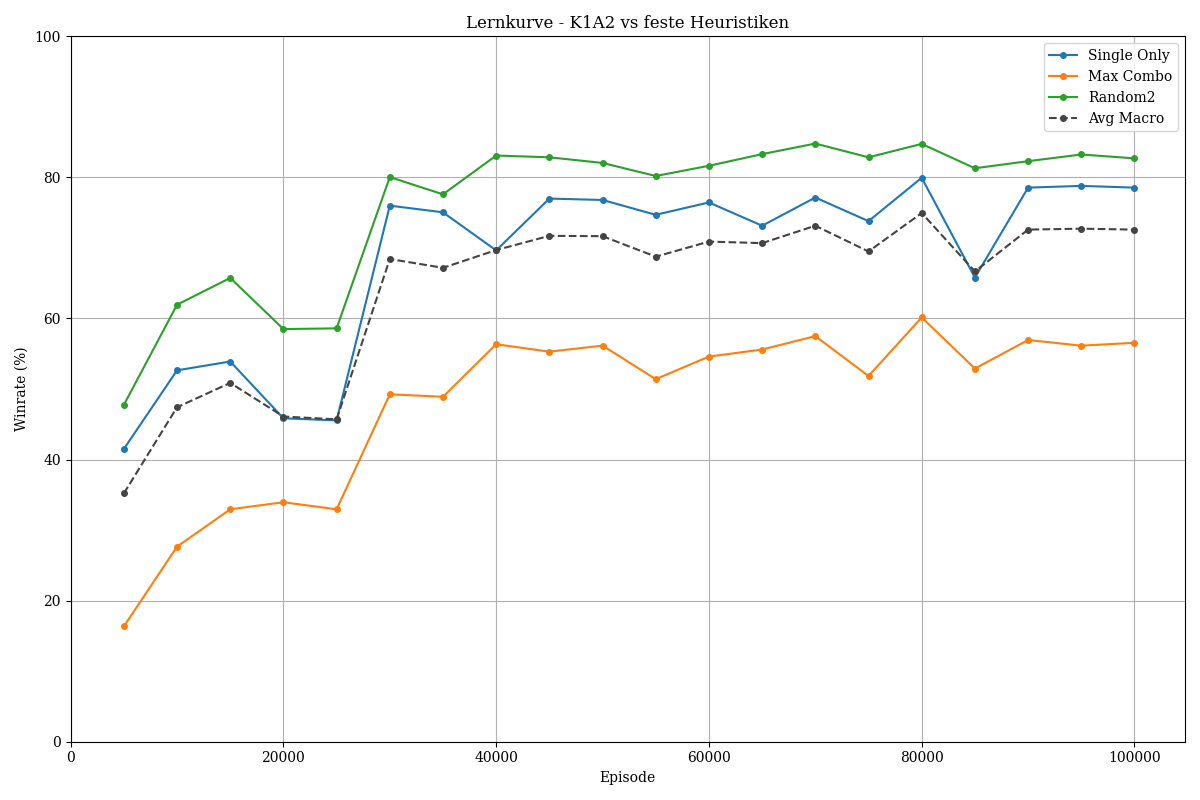 Lernkurve - K1A2 vs feste Heuristiken
Single Only
Max Combo
Random2
Avg Macro
Winrate (%)
100
80
60
40
20
0
0 20000 40000 60000 80000 100000
Episode